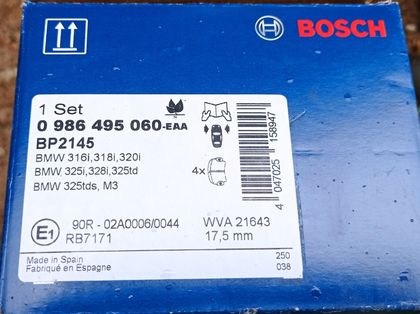 BOSCH
1 Set
0 986 495 060-EAA
BP2145
BMW 316i,318i,320i
BMW 325i,328i,325td
BMW 325tds, M3
4x
4 047025 158947
E1
90R - 02A0006/0044
RB7171
WVA 21643
17,5 mm
Made in Spain
Fabriqué en Espagne
250
038